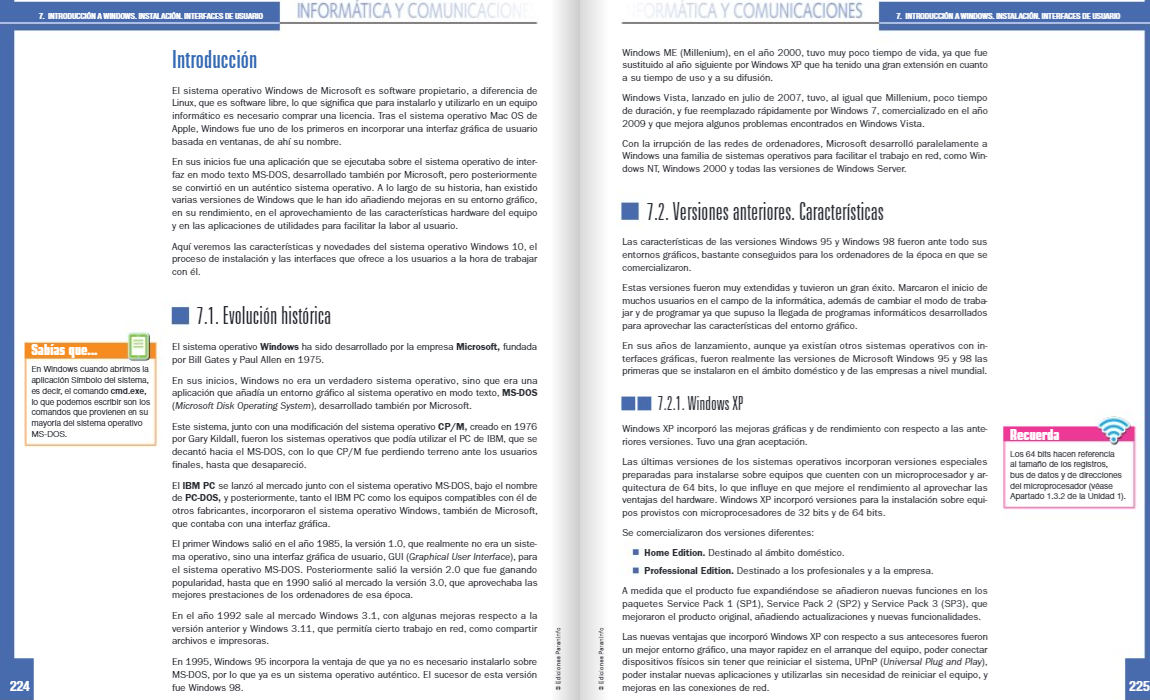 7. INTRODUCCIÓN A WINDOWS. INSTALACIÓN. INTERFACES DE USUARIO
INFORMÁTICA Y COMUNICACIONES
Introducción
El sistema operativo Windows de Microsoft es software propietario, a diferencia de
Linux, que es software libre, lo que significa que para instalarlo y utilizarlo en un equipo
informático es necesario comprar una licencia. Tras el sistema operativo Mac OS de
Apple, Windows fue uno de los primeros en incorporar una interfaz gráfica de usuario
basada en ventanas, de ahí su nombre.
En sus inicios fue una aplicación que se ejecutaba sobre el sistema operativo de inter-
faz en modo texto MS-DOS, desarrollado también por Microsoft, pero posteriormente
se convirtió en un auténtico sistema operativo. A lo largo de su historia, han existido
varias versiones de Windows que le han ido añadiendo mejoras en su entorno gráfico,
en su rendimiento, en el aprovechamiento de las características hardware del equipo
y en las aplicaciones de utilidades para facilitar la labor al usuario.
Aquí veremos las características y novedades del sistema operativo Windows 10, el
proceso de instalación y las interfaces que ofrece a los usuarios a la hora de trabajar
con él.
7.1. Evolución histórica
El sistema operativo Windows ha sido desarrollado por la empresa Microsoft, fundada
por Bill Gates y Paul Allen en 1975.
En sus inicios, Windows no era un verdadero sistema operativo, sino que era una
aplicación que añadía un entorno gráfico al sistema operativo en modo texto, MS-DOS
(Microsoft Disk Operating System), desarrollado también por Microsoft.
Este sistema, junto con una modificación del sistema operativo CP/M, creado en 1976
por Gary Kildall, fueron los sistemas operativos que podía utilizar el PC de IBM, que se
decantó hacia el MS-DOS, con lo que CP/M fue perdiendo terreno ante los usuarios
finales, hasta que desapareció.
El IBM PC se lanzó al mercado junto con el sistema operativo MS-DOS, bajo el nombre
de PC-DOS, y posteriormente, tanto el IBM PC como los equipos compatibles con él de
otros fabricantes, incorporaron el sistema operativo Windows, también de Microsoft,
que contaba con una interfaz gráfica.
El primer Windows salió en el año 1985, la versión 1.0, que realmente no era un siste-
ma operativo, sino una interfaz gráfica de usuario, GUI (Graphical User Interface), para
el sistema operativo MS-DOS. Posteriormente salió la versión 2.0 que fue ganando
popularidad, hasta que en 1990 salió al mercado la versión 3.0, que aprovechaba las
mejores prestaciones de los ordenadores de esa época.
En el año 1992 sale al mercado Windows 3.1, con algunas mejoras respecto a la
versión anterior y Windows 3.11, que permitía cierto trabajo en red, como compartir
archivos e impresoras.
En 1995, Windows 95 incorpora la ventaja de que ya no es necesario instalarlo sobre
MS-DOS, por lo que ya es un sistema operativo auténtico. El sucesor de esta versión
fue Windows 98.
Sabías que...
En Windows cuando abrimos la
aplicación Símbolo del sistema,
es decir, el comando cmd.exe,
lo que podemos escribir son los
comandos que provienen en su
mayoría del sistema operativo
MS-DOS.
© Ediciones Paraninfo
224
INFORMÁTICA Y COMUNICACIONES
7. INTRODUCCIÓN A WINDOWS. INSTALACIÓN. INTERFACES DE USUARIO
Windows ME (Millenium), en el año 2000, tuvo muy poco tiempo de vida, ya que fue
sustituido al año siguiente por Windows XP que ha tenido una gran extensión en cuanto
a su tiempo de uso y a su difusión.
Windows Vista, lanzado en julio de 2007, tuvo, al igual que Millenium, poco tiempo
de duración, y fue reemplazado rápidamente por Windows 7, comercializado en el año
2009 y que mejora algunos problemas encontrados en Windows Vista.
Con la irrupción de las redes de ordenadores, Microsoft desarrolló paralelamente a
Windows una familia de sistemas operativos para facilitar el trabajo en red, como Win-
dows NT, Windows 2000 y todas las versiones de Windows Server.
7.2. Versiones anteriores. Características
Las características de las versiones Windows 95 y Windows 98 fueron ante todo sus
entornos gráficos, bastante conseguidos para los ordenadores de la época en que se
comercializaron.
Estas versiones fueron muy extendidas y tuvieron un gran éxito. Marcaron el inicio de
muchos usuarios en el campo de la informática, además de cambiar el modo de traba-
jar y de programar ya que supuso la llegada de programas informáticos desarrollados
para aprovechar las características del entorno gráfico.
En sus años de lanzamiento, aunque ya existían otros sistemas operativos con in-
terfaces gráficas, fueron realmente las versiones de Microsoft Windows 95 y 98 las
primeras que se instalaron en el ámbito doméstico y de las empresas a nivel mundial.
7.2.1. Windows XP
Windows XP incorporó las mejoras gráficas y de rendimiento con respecto a las ante-
riores versiones. Tuvo una gran aceptación.
Las últimas versiones de los sistemas operativos incorporan versiones especiales
preparadas para instalarse sobre equipos que cuenten con un microprocesador y ar-
quitectura de 64 bits, lo que influye en que mejore el rendimiento al aprovechar las
ventajas del hardware. Windows XP incorporó versiones para la instalación sobre equi-
pos provistos con microprocesadores de 32 bits y de 64 bits.
Se comercializaron dos versiones diferentes:
Home Edition. Destinado al ámbito doméstico.
Professional Edition. Destinado a los profesionales y a la empresa.
A medida que el producto fue expandiéndose se añadieron nuevas funciones en los
paquetes Service Pack 1 (SP1), Service Pack 2 (SP2) y Service Pack 3 (SP3), que
mejoraron el producto original, añadiendo actualizaciones y nuevas funcionalidades.
Las nuevas ventajas que incorporó Windows XP con respecto a sus antecesores fueron
un mejor entorno gráfico, una mayor rapidez en el arranque del equipo, poder conectar
dispositivos físicos sin tener que reiniciar el sistema, UPnP (Universal Plug and Play),
poder instalar nuevas aplicaciones y utilizarlas sin necesidad de reiniciar el equipo, y
mejoras en las conexiones de red.
Recuerda
Los 64 bits hacen referencia
al tamaño de los registros,
bus de datos y de direcciones
del microprocesador (véase
Apartado 1.3.2 de la Unidad 1).
© Ediciones Paraninfo
225